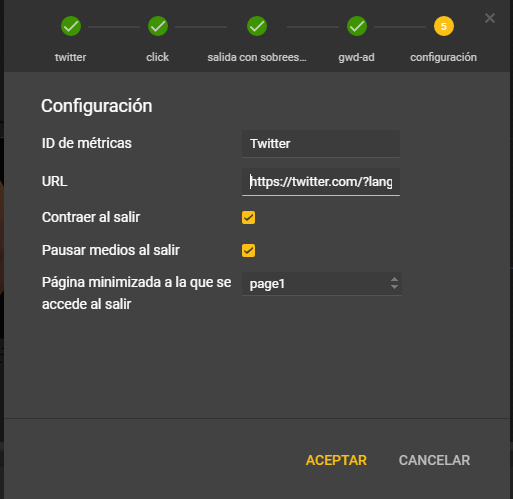 5
twitter
click
salida con sobrees...
gwd-ad
configuración
Configuración
ID de métricas
Twitter
URL
https://twitter.com/?lang
Contraer al salir
Pausar medios al salir
Página minimizada a la que se
accede al salir
page1
ACEPTAR
CANCELAR